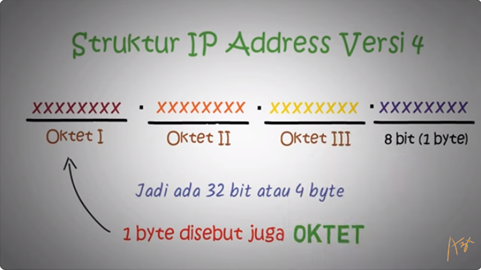 Struktur IP Address Versi 4
xxxxxxxx . xxxxxxxx . xxxxxxxx . xxxxxxxx
Oktet I Oktet II Oktet III 8 bit (1 byte)
Jadi ada 32 bit atau 4 byte
1 byte disebut juga OKTET